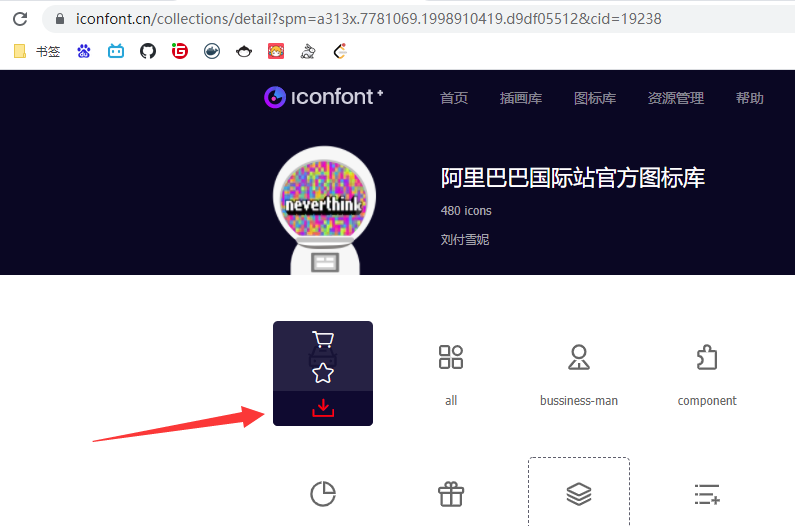 iconfont.cn/collections/detail?spm=a313x.7781069.1998910419.d9df05512&cid=19238
书签
iconfont+
首页 插画库 图标库 资源管理 帮助
neverthink
阿里巴巴国际站官方图标库
480 icons
刘付雪妮
all bussiness-man component